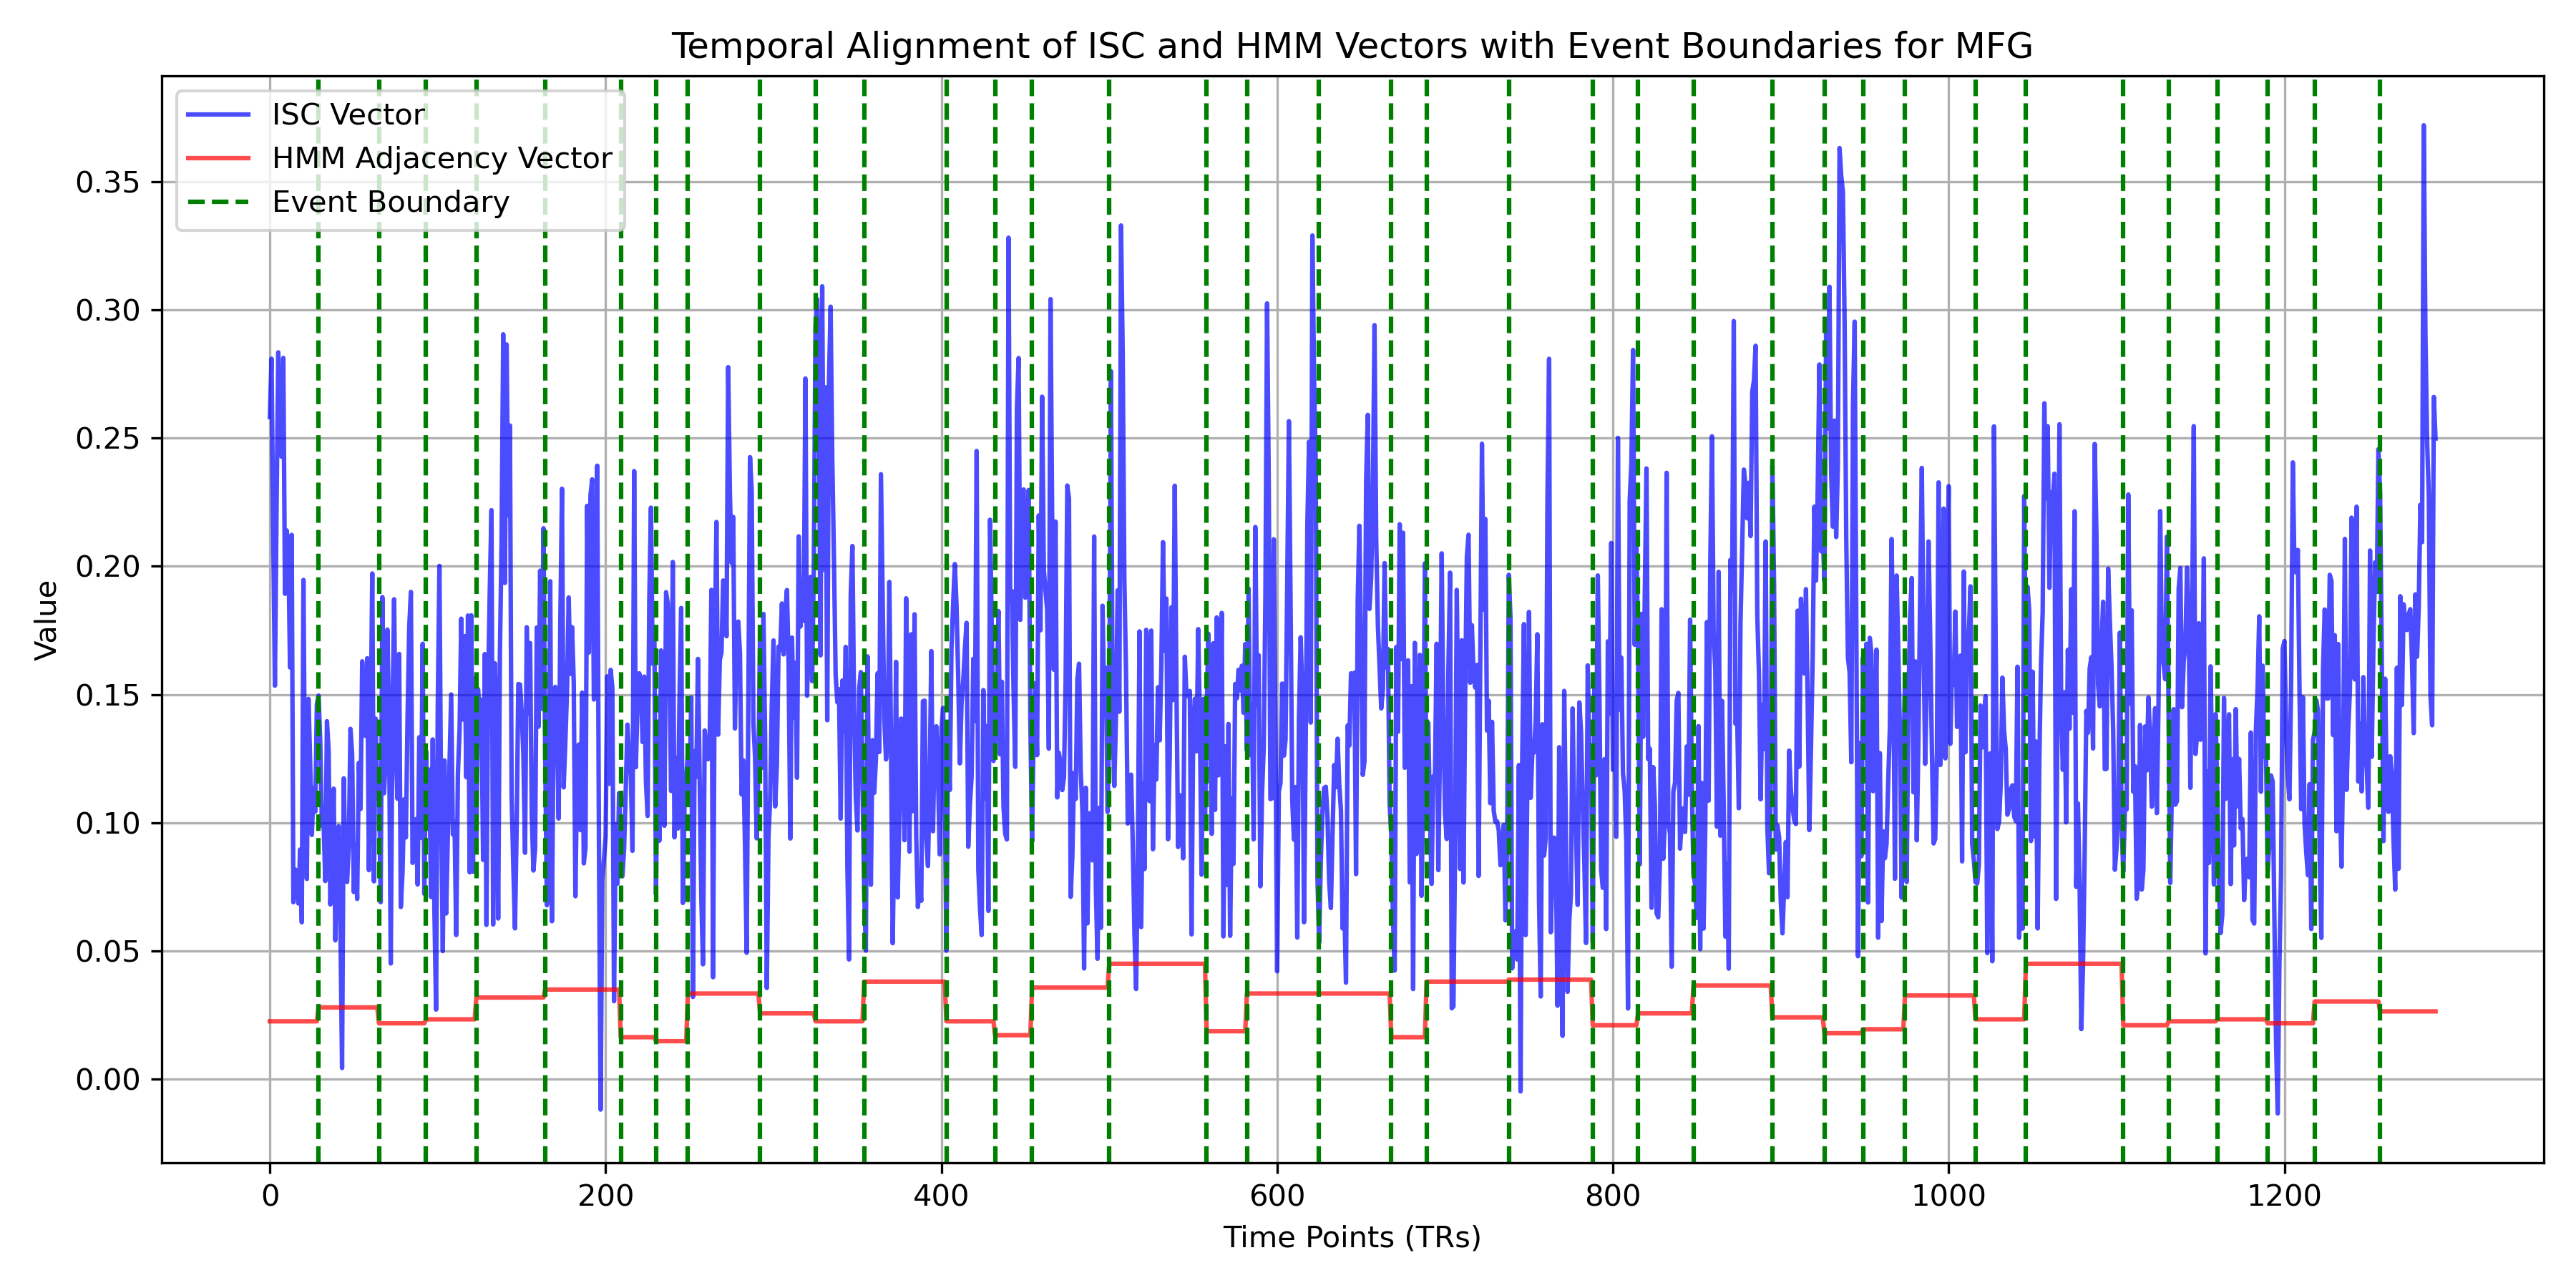 Temporal Alignment of ISC and HMM Vectors with Event Boundaries for MFG
ISC Vector
HMM Adjacency Vector
Event Boundary
0.35
0.30
0.25
0.20
0.15
0.10
0.05
0.00
Value
0 200 400 600 800 1000 1200
Time Points (TRs)